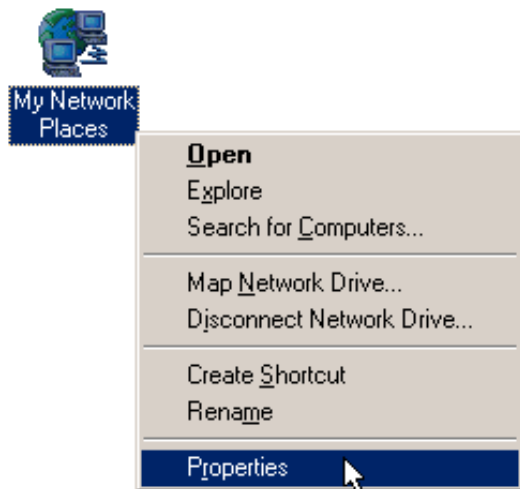 My Network
Places
Open
Explore
Search for Computers...
Map Network Drive...
Disconnect Network Drive...
Create Shortcut
Rename
Properties